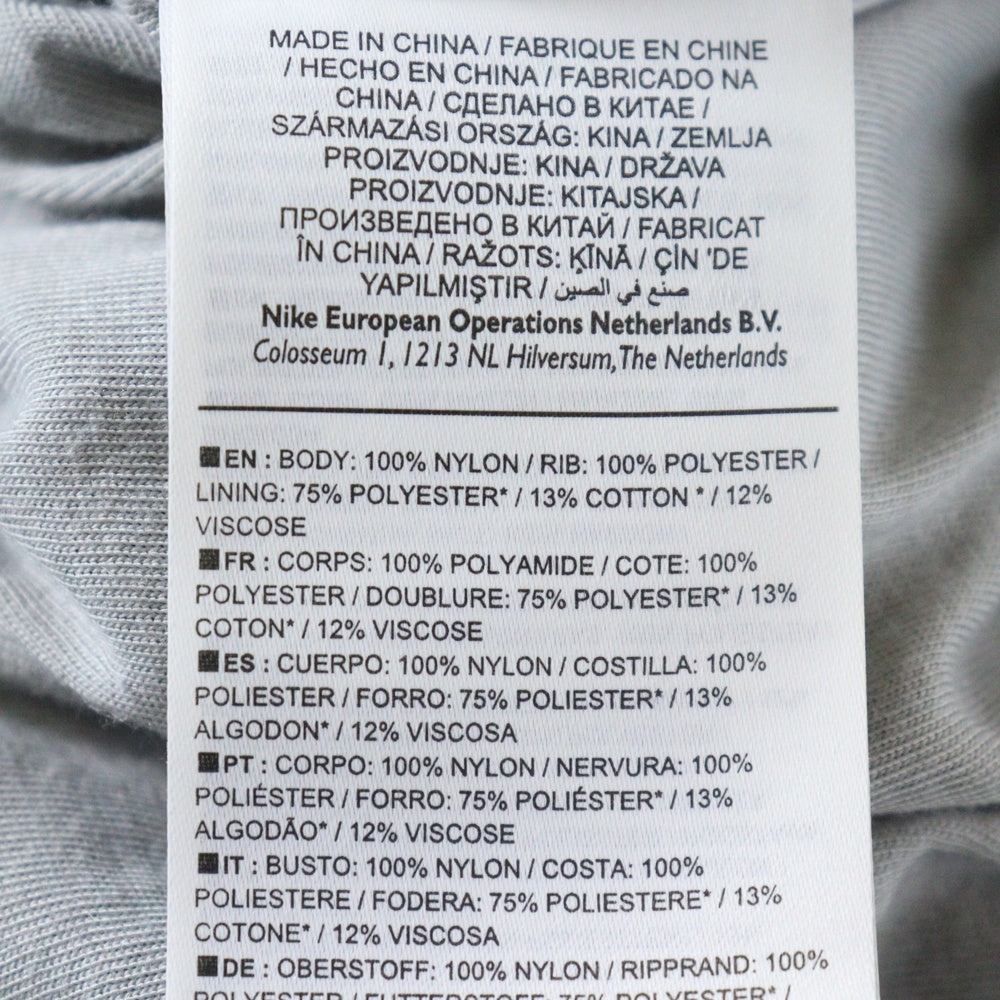 MADE IN CHINA / FABRIQUE EN CHINE
/ HECHO EN CHINA / FABRICADO NA
CHINA / СДЕЛАНО В КИТАЕ /
SZÁRMAZÁSI ORSZÁG: KINA / ZEMLJA
PROIZVODNJE: KINA / DRŽAVA
PROIZVODNJE: KITAJSKA /
ПРОИЗВЕДЕНО В КИТАЙ / FABRICAT
ÎN CHINA / RAŽOTS: ĶĪNĀ / ÇİN 'DE
YAPILMIŞTIR / صنع في الصين
Nike European Operations Netherlands B.V.
Colosseum 1, 1213 NL Hilversum, The Netherlands
EN : BODY: 100% NYLON / RIB: 100% POLYESTER /
LINING: 75% POLYESTER* / 13% COTTON * / 12%
VISCOSE
FR : CORPS: 100% POLYAMIDE / COTE: 100%
POLYESTER / DOUBLURE: 75% POLYESTER* / 13%
COTON* / 12% VISCOSE
ES : CUERPO: 100% NYLON / COSTILLA: 100%
POLIESTER / FORRO: 75% POLIESTER* / 13%
ALGODON* / 12% VISCOSA
PT : CORPO: 100% NYLON / NERVURA: 100%
POLIÉSTER / FORRO: 75% POLIÉSTER* / 13%
ALGODÃO* / 12% VISCOSE
IT : BUSTO: 100% NYLON / COSTA: 100%
POLIESTERE / FODERA: 75% POLIESTERE* / 13%
COTONE* / 12% VISCOSA
DE : OBERSTOFF: 100% NYLON / RIPPRAND: 100%
POLYESTER / FUTTERSTOFF: 75% POLYESTER* /